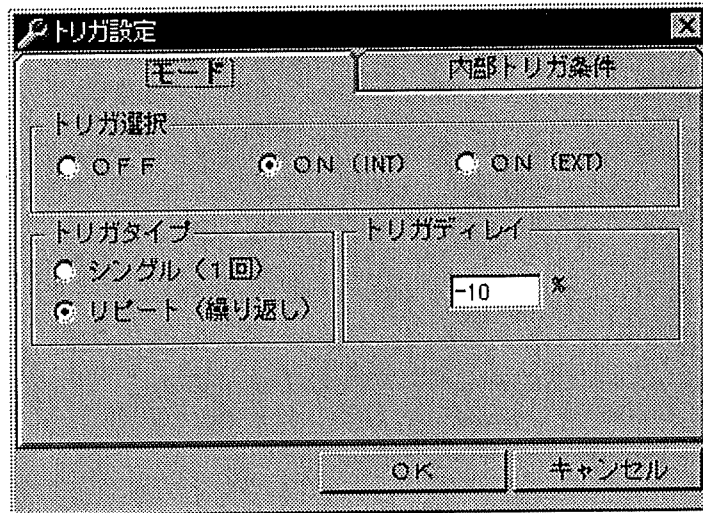 トリガ設定
モード 内部トリガ条件
トリガ選択
OFF ON (INT) ON (EXT)
トリガタイプ トリガディレイ
シングル (1回)
-10 %
リピート (繰り返し)
OK キャンセル